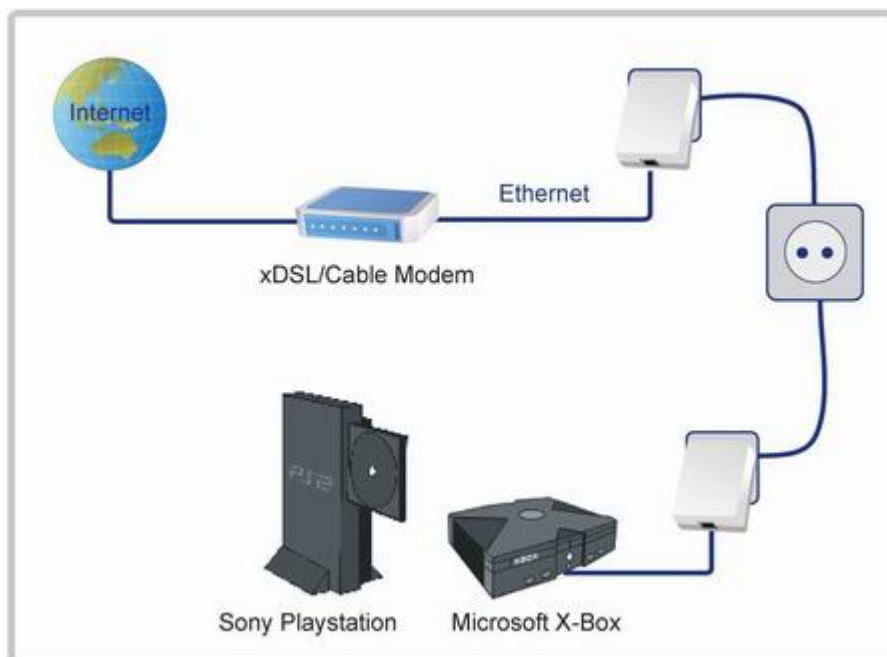 Internet
Ethernet
xDSL/Cable Modem
PS2
XBOX
Sony Playstation
Microsoft X-Box